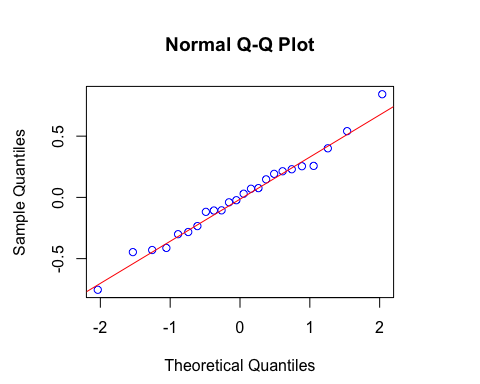 Normal Q-Q Plot
Sample Quantiles
0.5
0.0
-0.5
-2 -1 0 1 2
Theoretical Quantiles